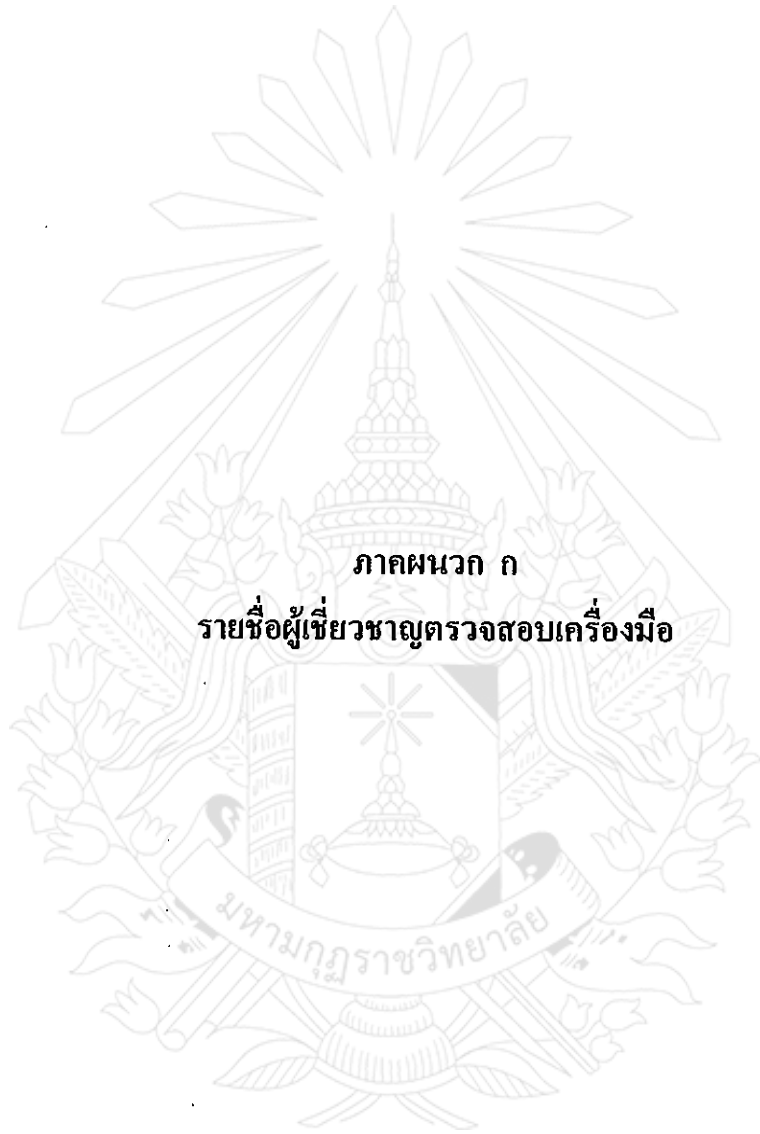 ภาคผนวก ก
รายชื่อผู้เชี่ยวชาญตรวจสอบเครื่องมือ
มหามกุฏราชวิทยาลัย